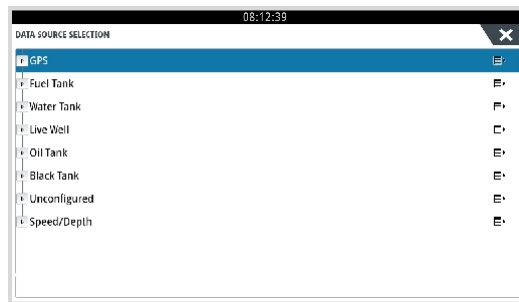 08:12:39
DATA SOURCE SELECTION
GPS
Fuel Tank
Water Tank
Live Well
Oil Tank
Black Tank
Unconfigured
Speed/Depth